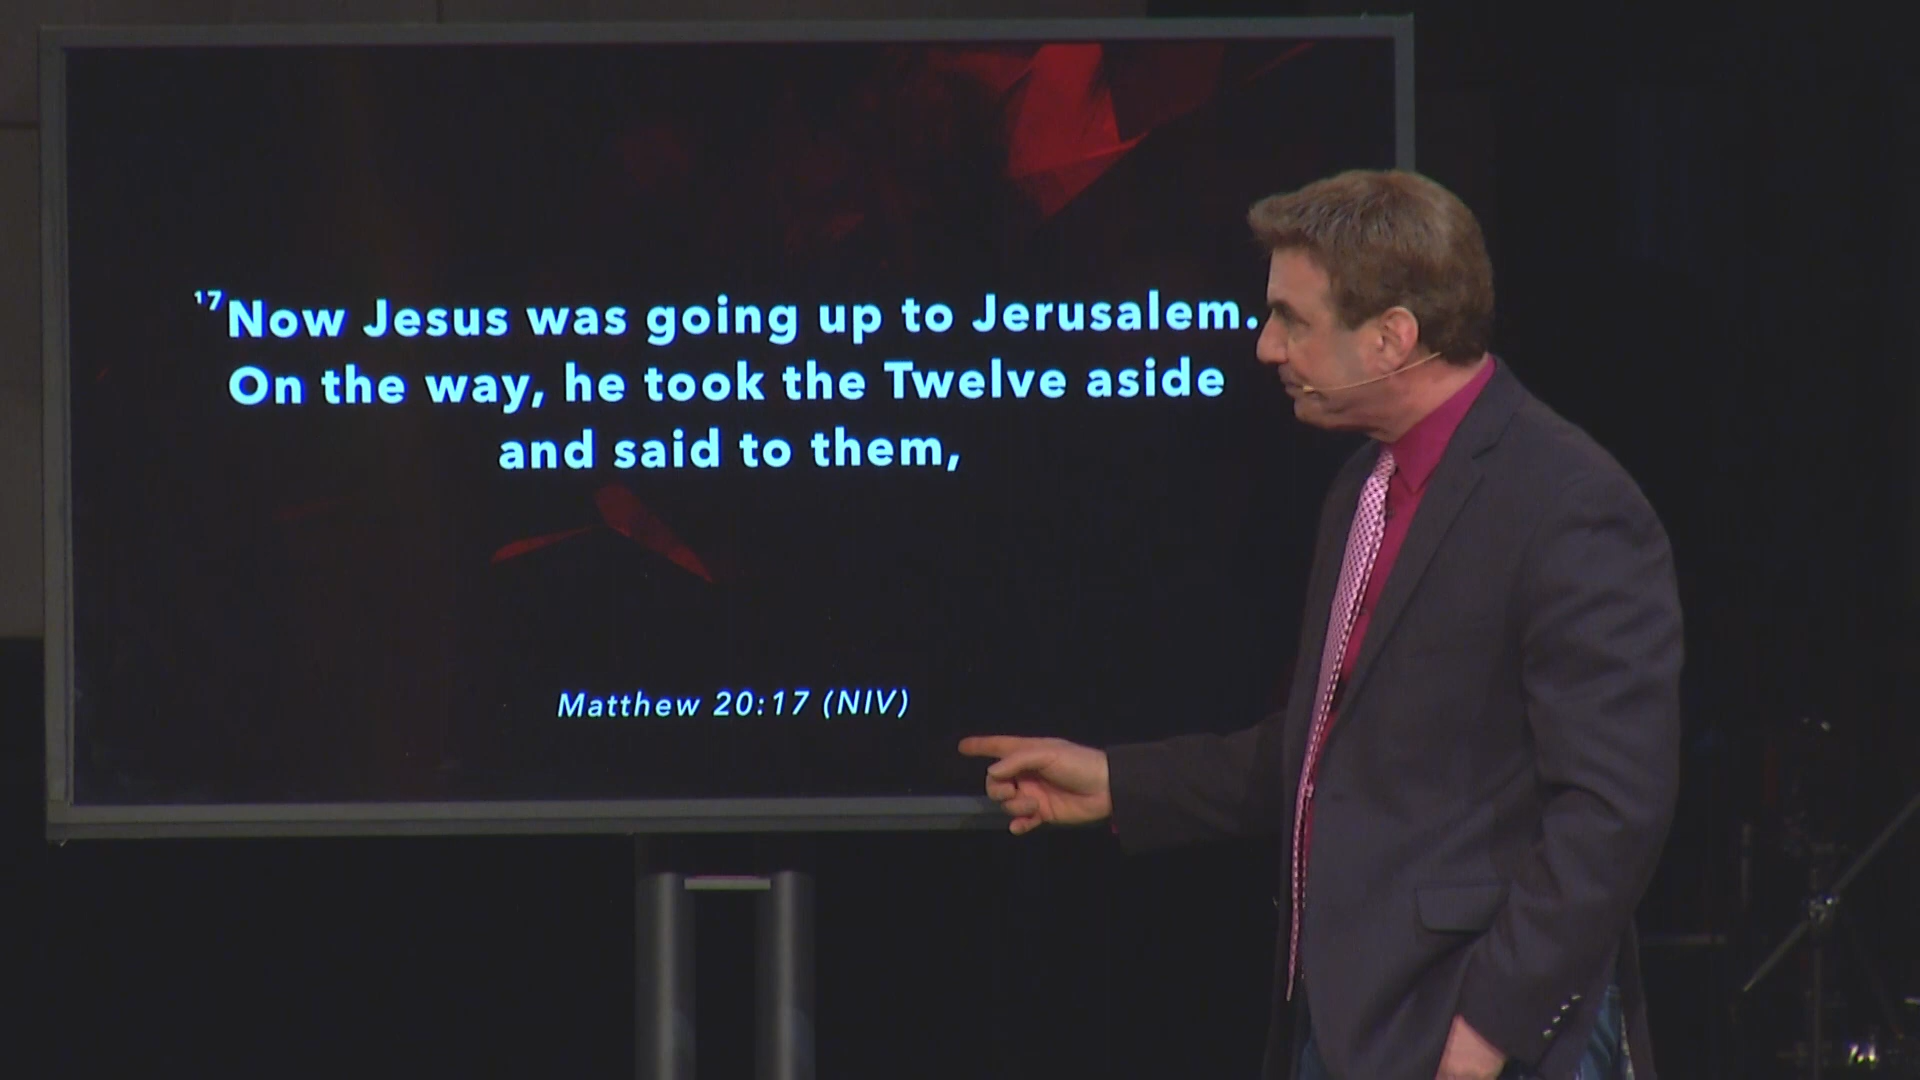 ¹⁷Now Jesus was going up to Jerusalem.
On the way, he took the Twelve aside
and said to them,
Matthew 20:17 (NIV)